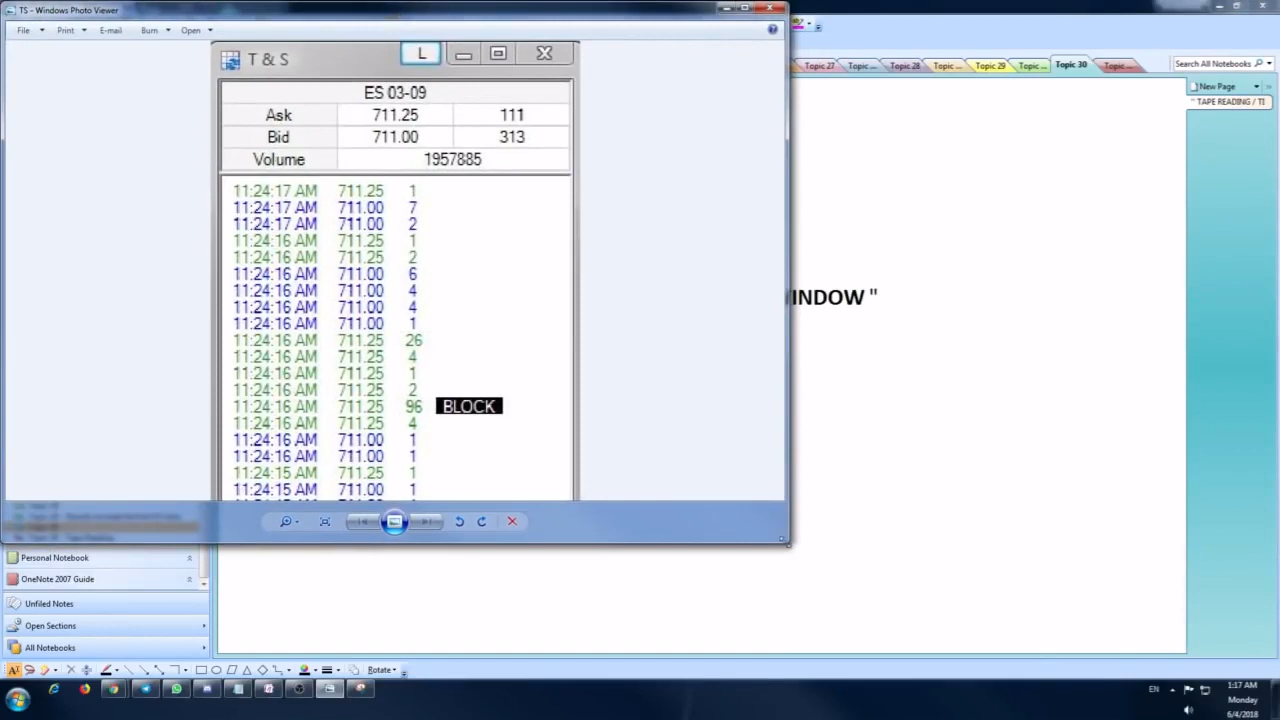 TS - Windows Photo Viewer
File Print E-mail Burn Open
T & S L
ES 03-09
Ask 711.25 111
Bid 711.00 313
Volume 1957885
11:24:17 AM 711.25 1
11:24:17 AM 711.00 7
11:24:17 AM 711.00 2
11:24:16 AM 711.25 1
11:24:16 AM 711.25 2
11:24:16 AM 711.00 6
11:24:16 AM 711.00 4
11:24:16 AM 711.00 4
11:24:16 AM 711.00 1
11:24:16 AM 711.25 26
11:24:16 AM 711.25 4
11:24:16 AM 711.25 1
11:24:16 AM 711.25 2
11:24:16 AM 711.25 96 BLOCK
11:24:16 AM 711.25 4
11:24:16 AM 711.00 1
11:24:16 AM 711.00 1
11:24:15 AM 711.25 1
11:24:15 AM 711.00 1
Topic 27 Topic ... Topic 28 Topic ... Topic 29 Topic ... Topic 30 Topic ...
Search All Notebooks
New Page
" TAPE READING / TI
INDOW "
Personal Notebook
OneNote 2007 Guide
Unfiled Notes
Open Sections
All Notebooks
Rotate
EN
1:17 AM
Monday
6/4/2018